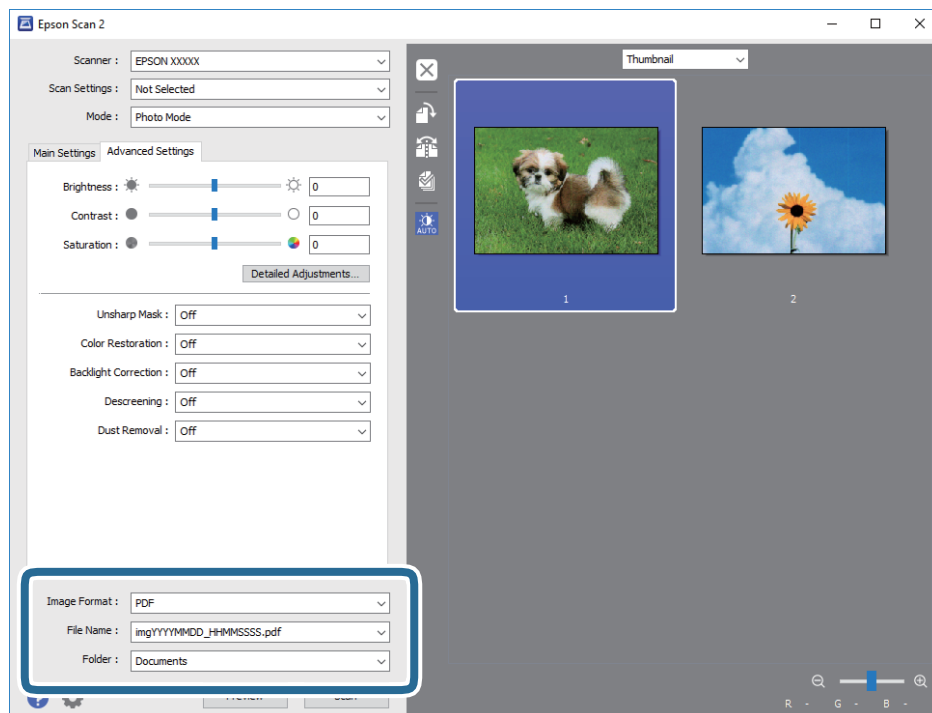 Epson Scan 2
Scanner : EPSON XXXXX
Scan Settings : Not Selected
Mode : Photo Mode
Main Settings Advanced Settings
Brightness : 0
Contrast : 0
Saturation : 0
Detailed Adjustments...
Unsharp Mask : Off
Color Restoration : Off
Backlight Correction : Off
Descreening : Off
Dust Removal : Off
Image Format : PDF
File Name : imgYYYYMMDD_HHMMSSSS.pdf
Folder : Documents
AUTO
Thumbnail
1
2
R - G - B -